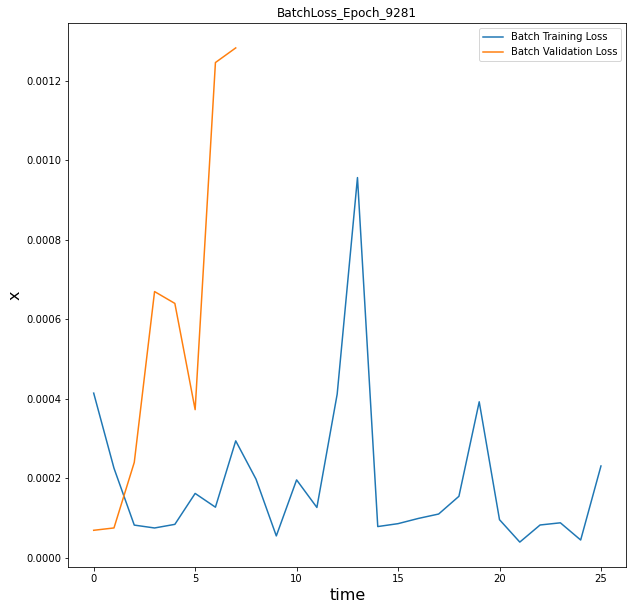 BatchLoss_Epoch_9281
Batch Training Loss
Batch Validation Loss
0.0012
0.0010
0.0008
0.0006
0.0004
0.0002
0.0000
x
0 5 10 15 20 25
time